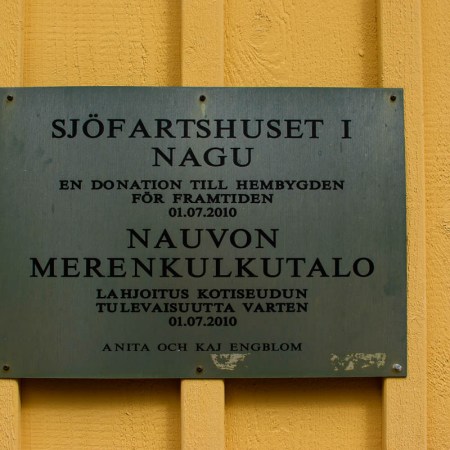 SJÖFARTSHUSET I
NAGU
EN DONATION TILL HEMBYGDEN
FÖR FRAMTIDEN
01.07.2010
NAUVON
MERENKULKUTALO
LAHJOITUS KOTISEUDUN
TULEVAISUUTTA VARTEN
01.07.2010
ANITA OCH KAJ ENGBLOM